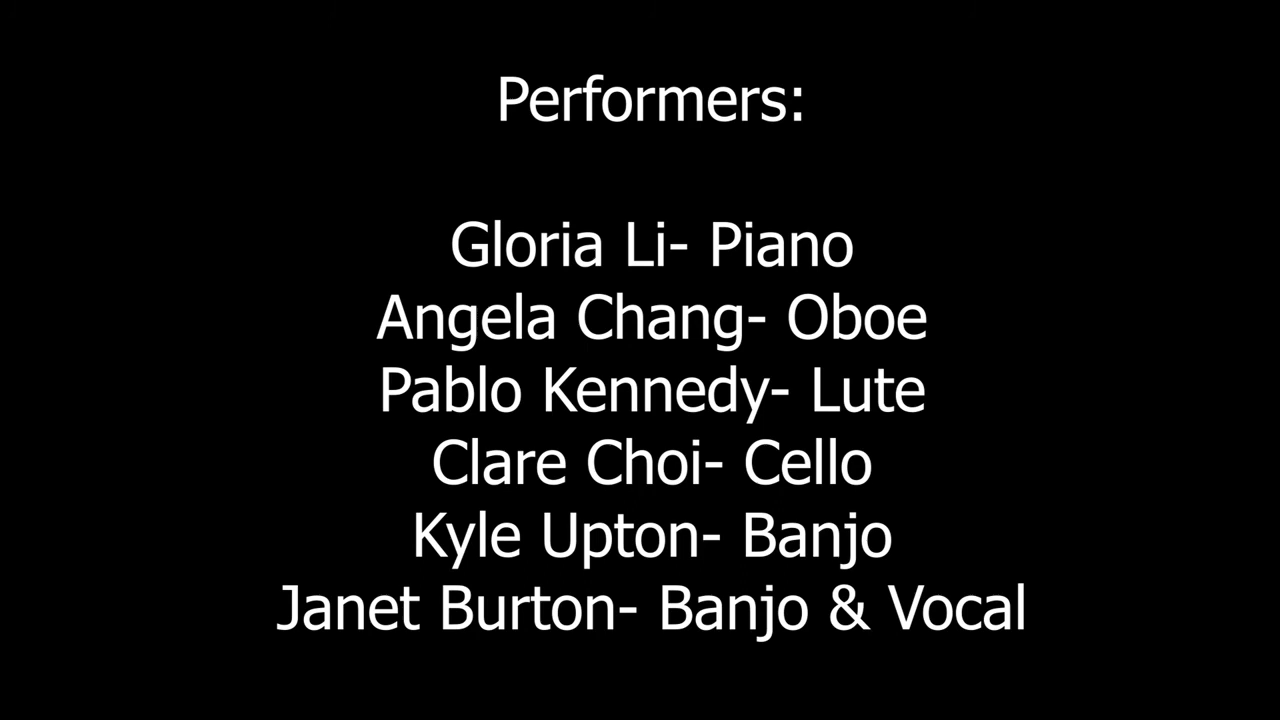 Performers:
Gloria Li- Piano
Angela Chang- Oboe
Pablo Kennedy- Lute
Clare Choi- Cello
Kyle Upton- Banjo
Janet Burton- Banjo & Vocal